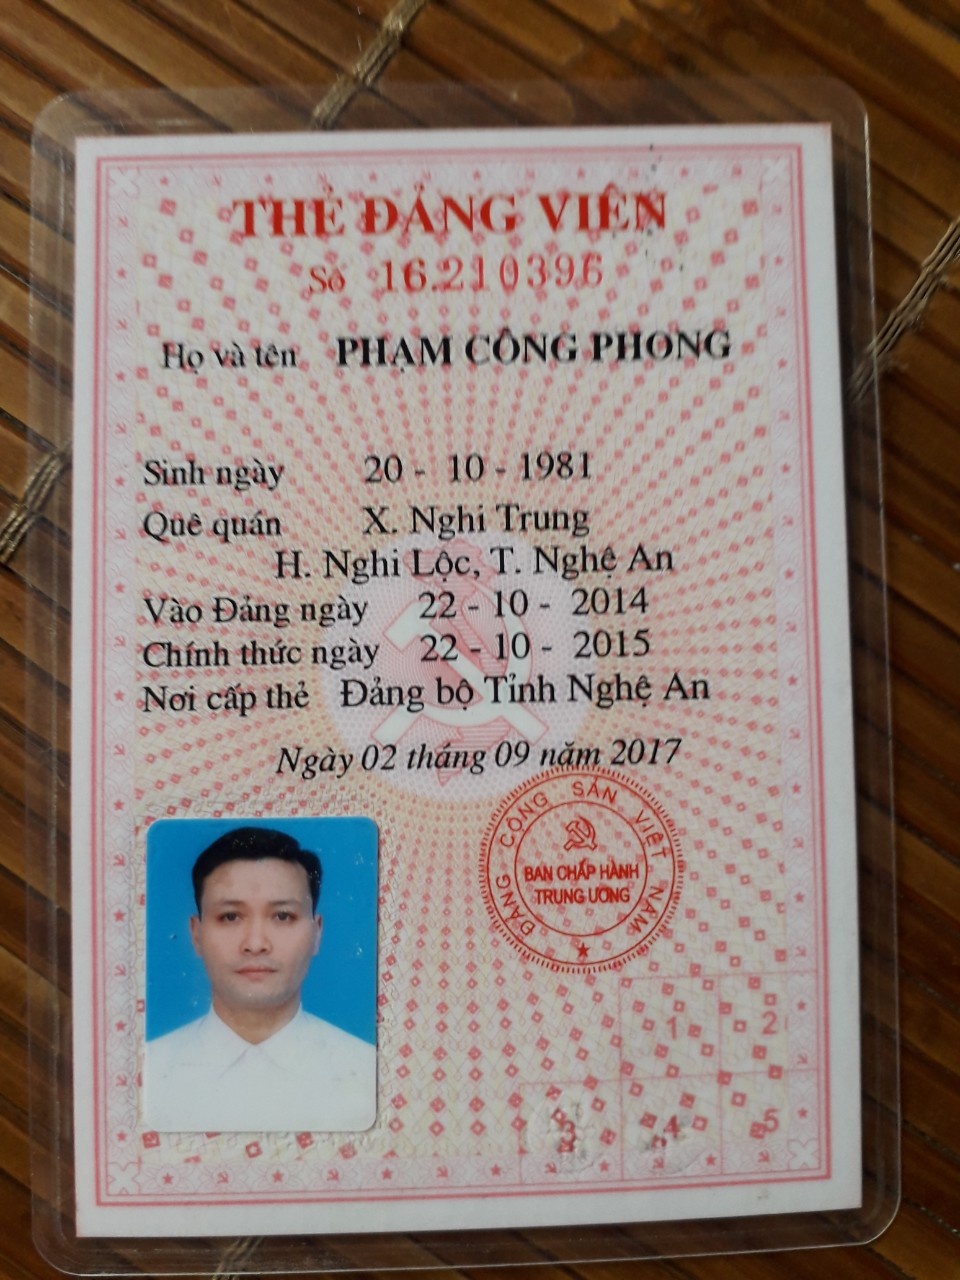 THẺ ĐẢNG VIÊN
Số 16.210396
Họ và tên PHẠM CÔNG PHONG
Sinh ngày 20 - 10 - 1981
Quê quán X. Nghi Trung
H. Nghi Lộc, T. Nghệ An
Vào Đảng ngày 22 - 10 - 2014
Chính thức ngày 22 - 10 - 2015
Nơi cấp thẻ Đảng bộ Tỉnh Nghệ An
Ngày 02 tháng 09 năm 2017
ĐẢNG CỘNG SẢN VIỆT NAM
BAN CHẤP HÀNH
TRUNG ƯƠNG
1 2
3 4 5